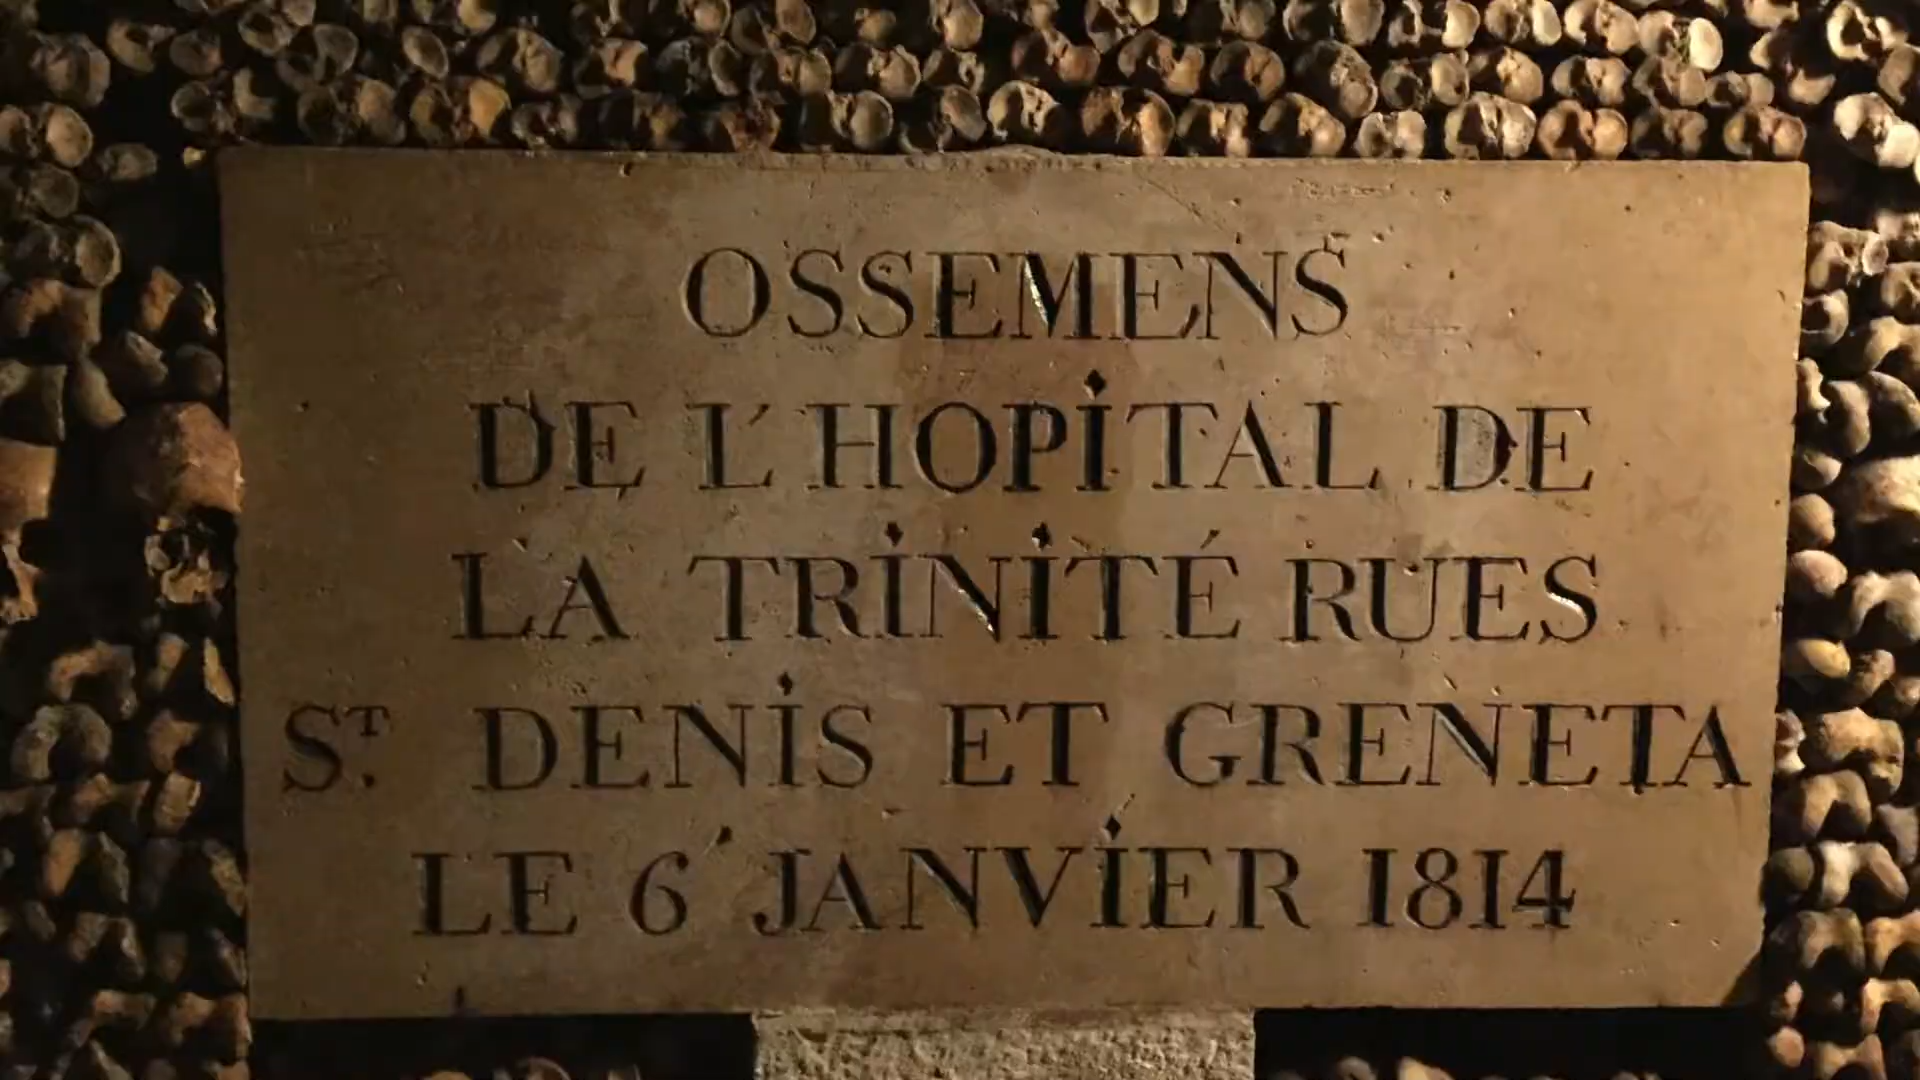 OSSEMENS
DE L'HOPITAL DE
LA TRINITÉ RUES
ST. DENIS ET GRENETA
LE 6 JANVIER 1814